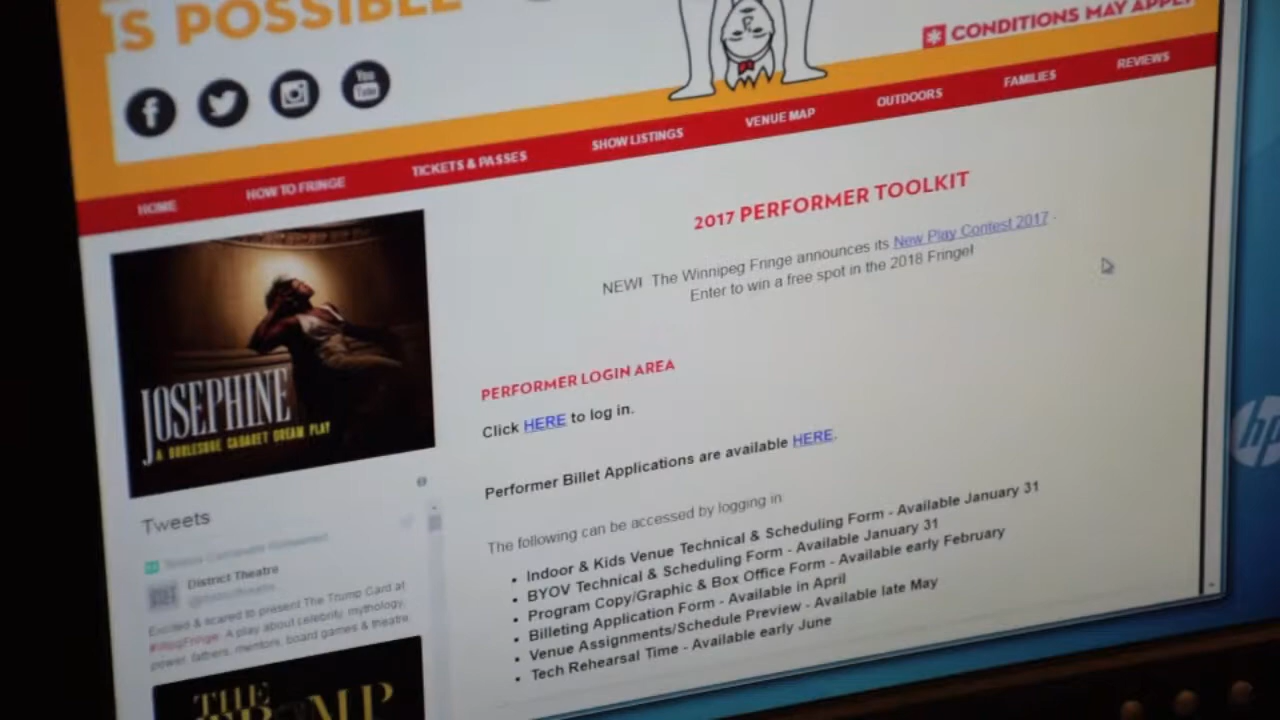 IS POSSIBLE
CONDITIONS MAY APPLY
You
Tube
HOME
HOW TO FRINGE
TICKETS & PASSES
SHOW LISTINGS
VENUE MAP
OUTDOORS
FAMILIES
REVIEWS
JOSEPHINE
A BURLESQUE CABARET DREAM PLAY
Tweets
District Theatre
Excited & scared to present The Trump Card at
#WpgFringe. A play about celebrity, mythology,
power, fathers, mentors, board games & theatre.
THE
TRUMP
2017 PERFORMER TOOLKIT
NEW! The Winnipeg Fringe announces its New Play Contest 2017 -
Enter to win a free spot in the 2018 Fringe!
PERFORMER LOGIN AREA
Click HERE to log in.
Performer Billet Applications are available HERE.
The following can be accessed by logging in
• Indoor & Kids Venue Technical & Scheduling Form - Available January 31
• BYOV Technical & Scheduling Form - Available January 31
• Program Copy/Graphic & Box Office Form - Available early February
• Billeting Application Form - Available in April
• Venue Assignments/Schedule Preview - Available late May
• Tech Rehearsal Time - Available early June
hp